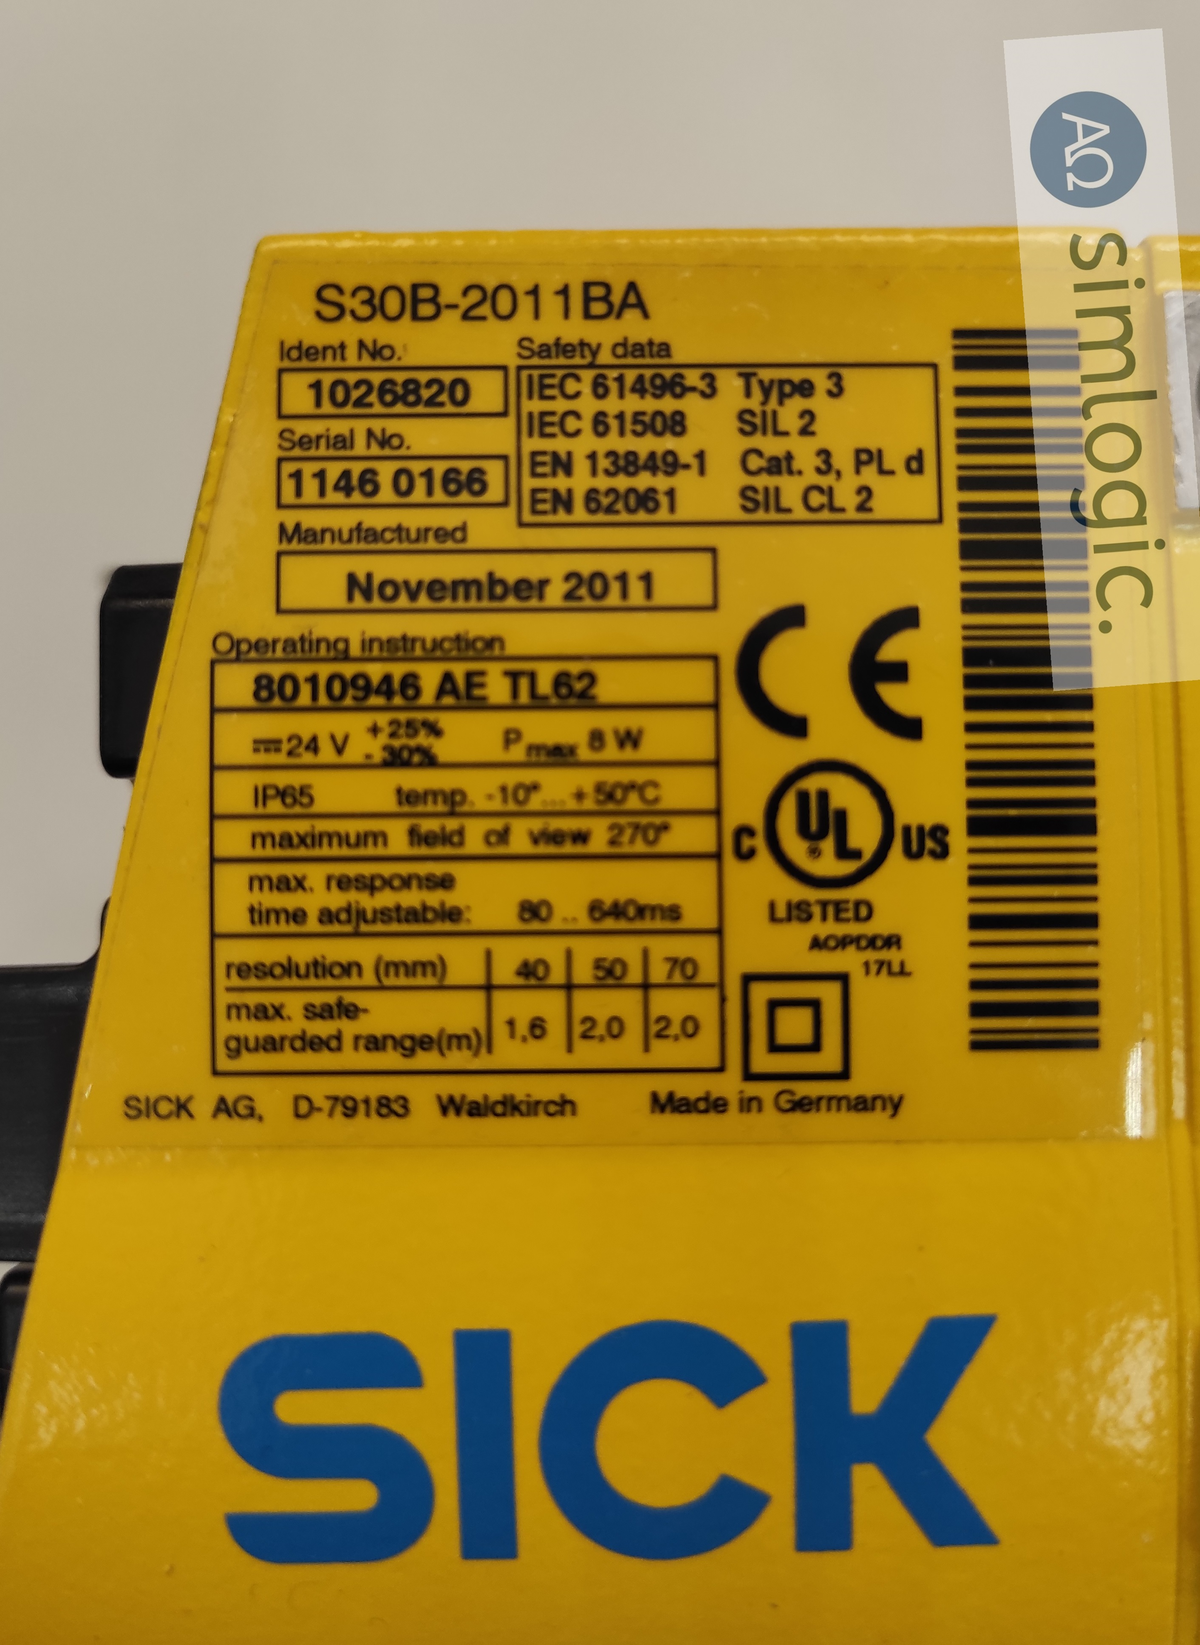 S30B-2011BA
Ident No.
1026820
Serial No.
1146 0166
Safety data
IEC 61496-3 Type 3
IEC 61508 SIL 2
EN 13849-1 Cat. 3, PL d
EN 62061 SIL CL 2
Manufactured
November 2011
Operating instruction
8010946 AE TL62
24 V +25% - 30% Pmax 8 W
IP65 temp. -10°...+50°C
maximum field of view 270°
max. response
time adjustable: 80 .. 640ms
resolution (mm) 40 50 70
max. safe-
guarded range(m) 1,6 2,0 2,0
CE
C UL® US
LISTED
AOPDDR
17LL
SICK AG, D-79183 Waldkirch Made in Germany
SICK
AΩ simlogic.